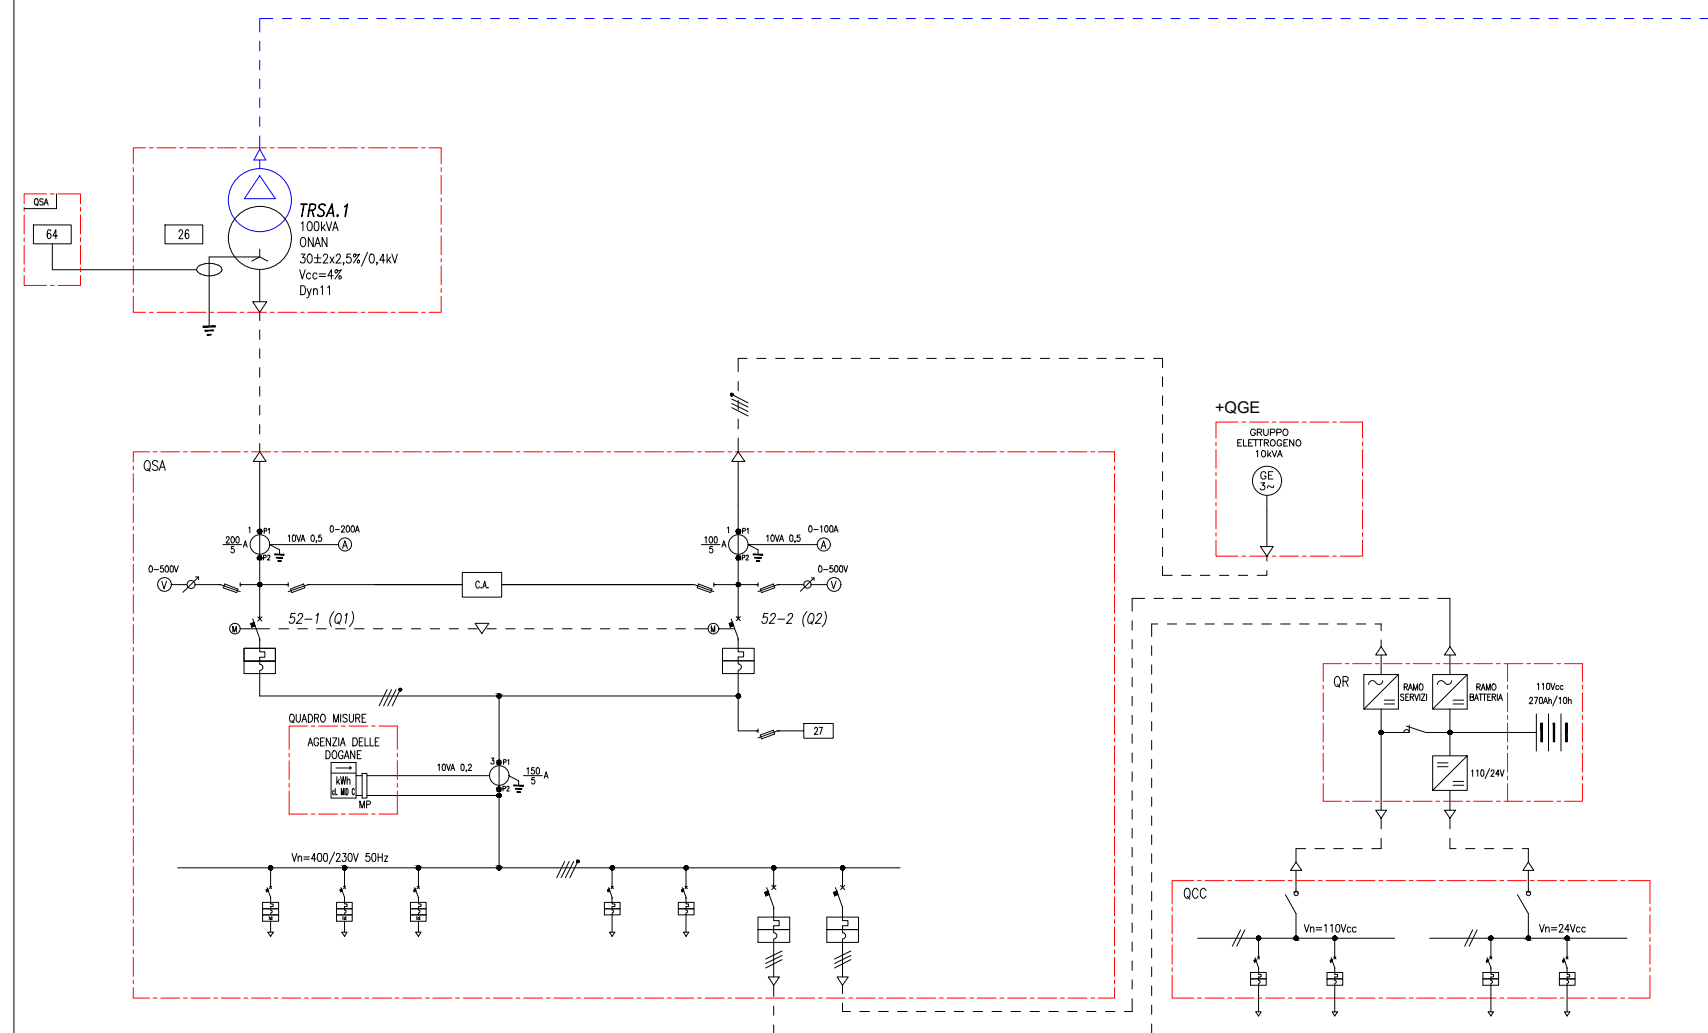 QSA
64
26
TRSA.1
100kVA
ONAN
30±2x2,5%/0,4kV
Vcc=4%
Dyn11
+QGE
GRUPPO
ELETTROGENO
10kVA
GE
3~
QSA
1
P1
P2
200
5
A
10VA 0,5
0-200A
A
1
P1
P2
100
5
A
10VA 0,5
0-100A
A
0-500V
V
C.A.
0-500V
V
52-1 (Q1)
M
52-2 (Q2)
M
27
QUADRO MISURE
AGENZIA DELLE
DOGANE
kWh
cl. MID C
MP
10VA 0,2
3
P1
P2
150
5
A
Vn=400/230V 50Hz
QR
RAMO
SERVIZI
RAMO
BATTERIA
110Vcc
270Ah/10h
110/24V
QCC
Vn=110Vcc
Vn=24Vcc